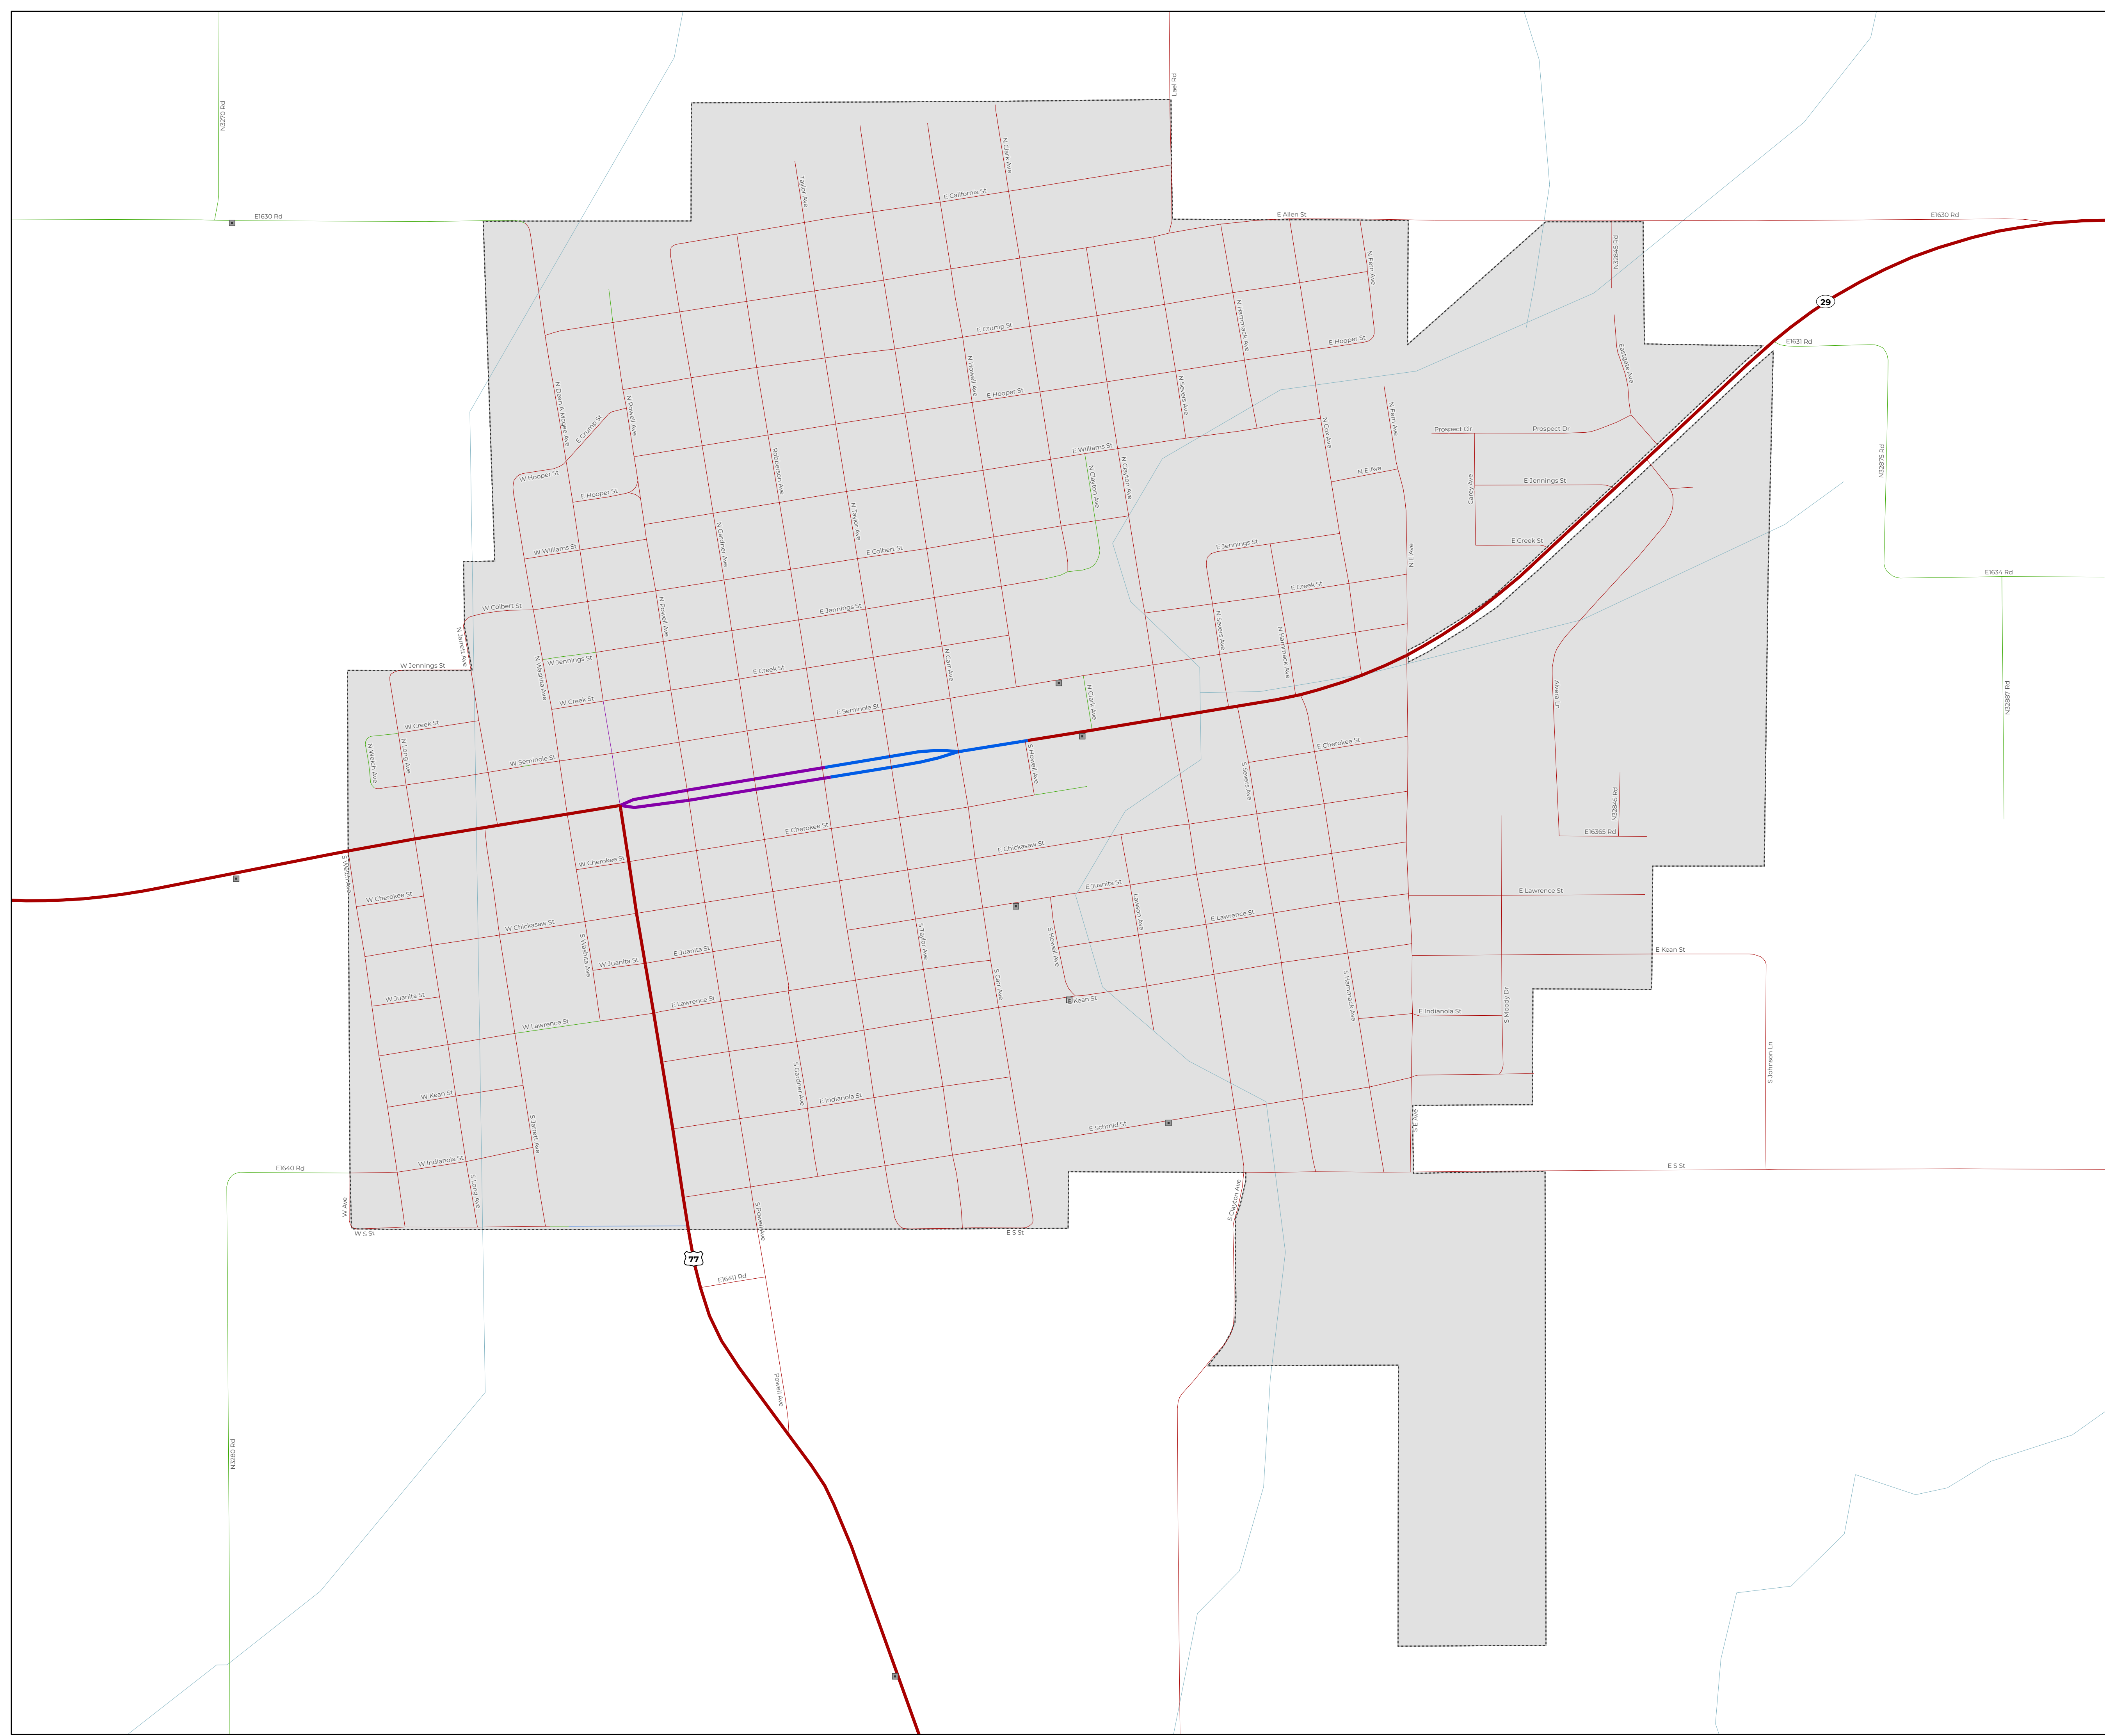 Lael Rd
N3270 Rd
N Clark Ave
Taylor Ave
E California St
E1630 Rd
E Allen St
E1630 Rd
N32845 Rd
N Fern Ave
29
N Hammack Ave
E Crump St
E Hooper St
E1631 Rd
Eastgate Ave
N Howell Ave
N Severs Ave
E Hooper St
N Dean A McGee Ave
N Powell Ave
E Crump St
N Fern Ave
N Cox Ave
Prospect Cir
Prospect Dr
E Williams St
N32875 Rd
Robberson Ave
N Clayton Ave
N Clayton Ave
N E Ave
W Hooper St
E Hooper St
Carey Ave
E Jennings St
N Taylor Ave
N Gardner Ave
E Creek St
W Williams St
E Colbert St
E Jennings St
N E Ave
E1634 Rd
E Creek St
W Colbert St
N Powell Ave
E Jennings St
N Severs Ave
N Jarrett Ave
N Hammack Ave
W Jennings St
W Jennings St
N Washita Ave
E Creek St
N Carr Ave
W Creek St
N Clark Ave
Alvera Ln
N32887 Rd
E Seminole St
W Creek St
N Long Ave
N Welch Ave
W Seminole St
S Howell Ave
E Cherokee St
S Severs Ave
N32845 Rd
E16365 Rd
E Cherokee St
W Cherokee St
E Chickasaw St
S Welch Ave
W Cherokee St
E Juanita St
E Lawrence St
Lawson Ave
E Lawrence St
W Chickasaw St
S Washita Ave
S Taylor Ave
S Howell Ave
E Juanita St
W Juanita St
E Kean St
S Carr Ave
S Hammack Ave
W Juanita St
E Lawrence St
Kean St
E Indianola St
S Moody Dr
W Lawrence St
S Johnson Ln
S Gardner Ave
W Kean St
E Indianola St
S Jarrett Ave
E Schmid St
S E Ave
W Indianola St
E1640 Rd
E S St
S Long Ave
W Ave
S Clayton Ave
S Powell Ave
W S St
E S St
77
E16411 Rd
Powell Ave
N3280 Rd